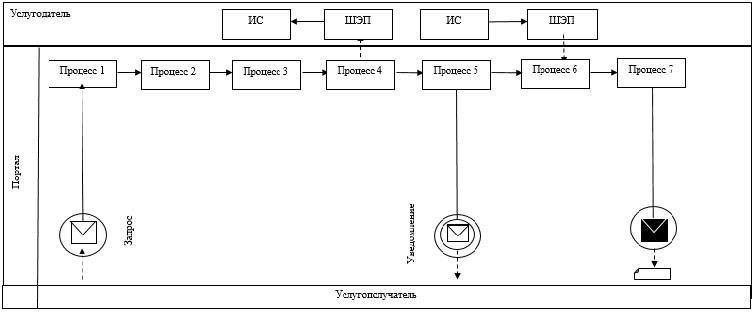 Услугодатель
ИС
ШЭП
ИС
ШЭП
Процесс 1
Процесс 2
Процесс 3
Процесс 4
Процесс 5
Процесс 6
Процесс 7
Портал
Запрос
Уведомление
Услугополучатель